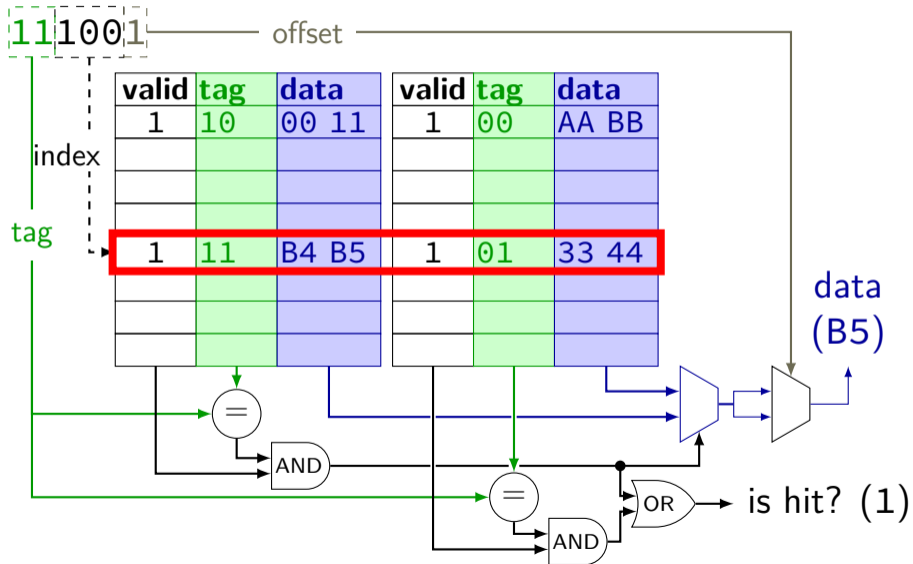 111001
offset
valid tag data valid tag data
1 10 00 11 1 00 AA BB
index
tag
1 11 B4 B5 1 01 33 44
data
(B5)
=
AND
=
OR
is hit? (1)
AND